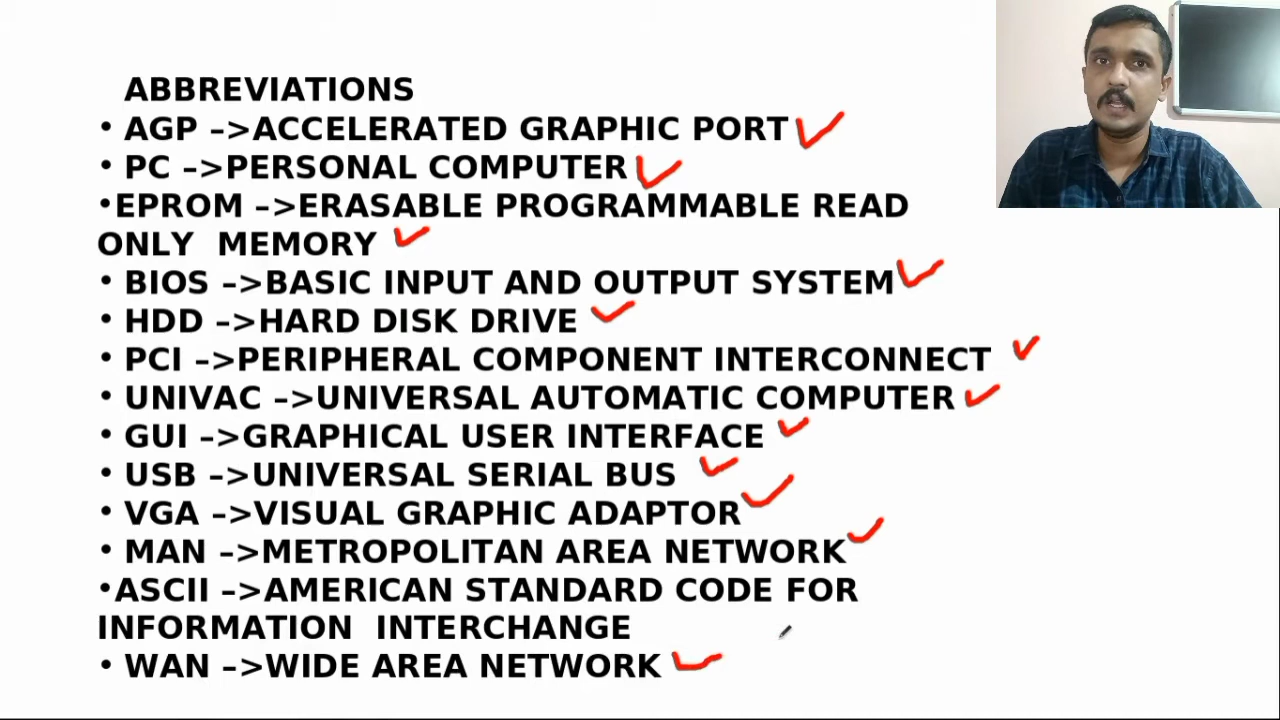 ABBREVIATIONS
• AGP –>ACCELERATED GRAPHIC PORT
• PC –>PERSONAL COMPUTER
•EPROM –>ERASABLE PROGRAMMABLE READ
ONLY  MEMORY
• BIOS –>BASIC INPUT AND OUTPUT SYSTEM
• HDD –>HARD DISK DRIVE
• PCI –>PERIPHERAL COMPONENT INTERCONNECT
• UNIVAC –>UNIVERSAL AUTOMATIC COMPUTER
• GUI –>GRAPHICAL USER INTERFACE
• USB –>UNIVERSAL SERIAL BUS
• VGA –>VISUAL GRAPHIC ADAPTOR
• MAN –>METROPOLITAN AREA NETWORK
•ASCII –>AMERICAN STANDARD CODE FOR
INFORMATION  INTERCHANGE
• WAN –>WIDE AREA NETWORK